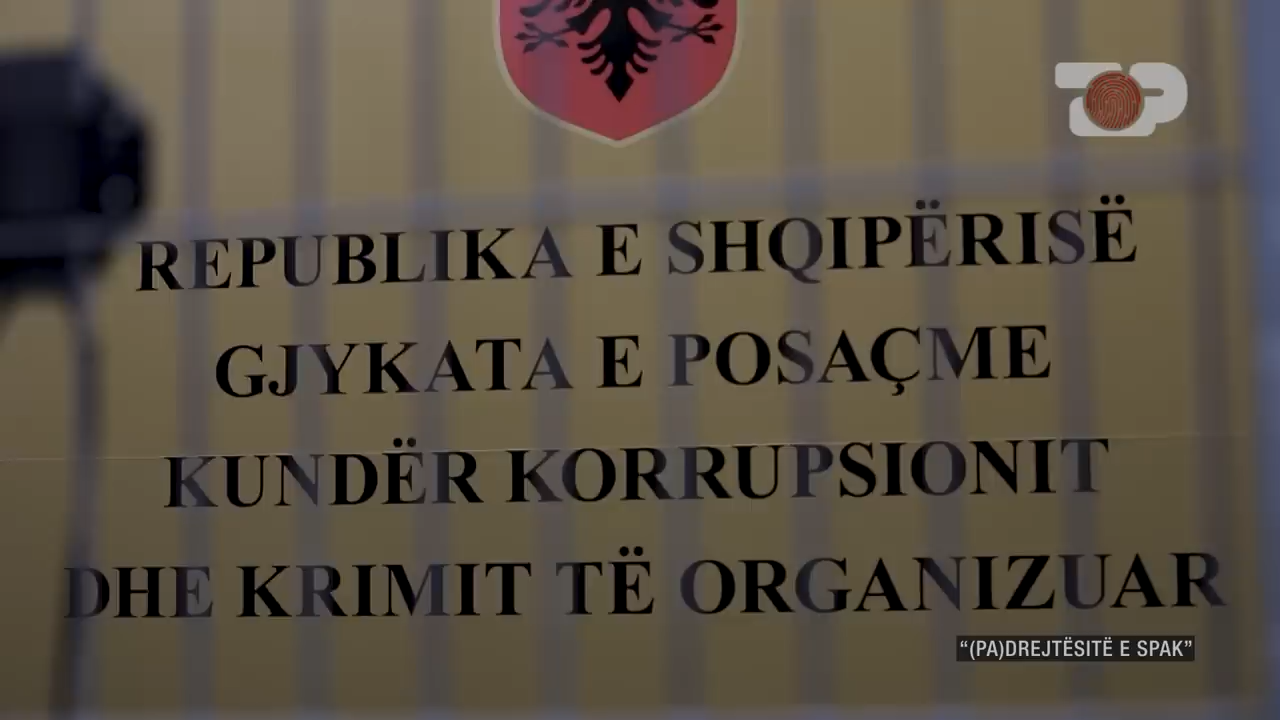 REPUBLIKA E SHQIPËRISË
GJYKATA E POSAÇME
KUNDËR KORRUPSIONIT
DHE KRIMIT TË ORGANIZUAR
“(PA)DREJTËSITË E SPAK”